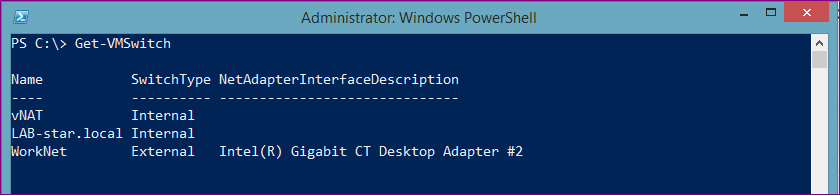 Administrator: Windows PowerShell
PS C:\> Get-VMSwitch
Name            SwitchType NetAdapterInterfaceDescription
----            ---------- ------------------------------
vNAT            Internal
LAB-star.local Internal
WorkNet         External   Intel(R) Gigabit CT Desktop Adapter #2